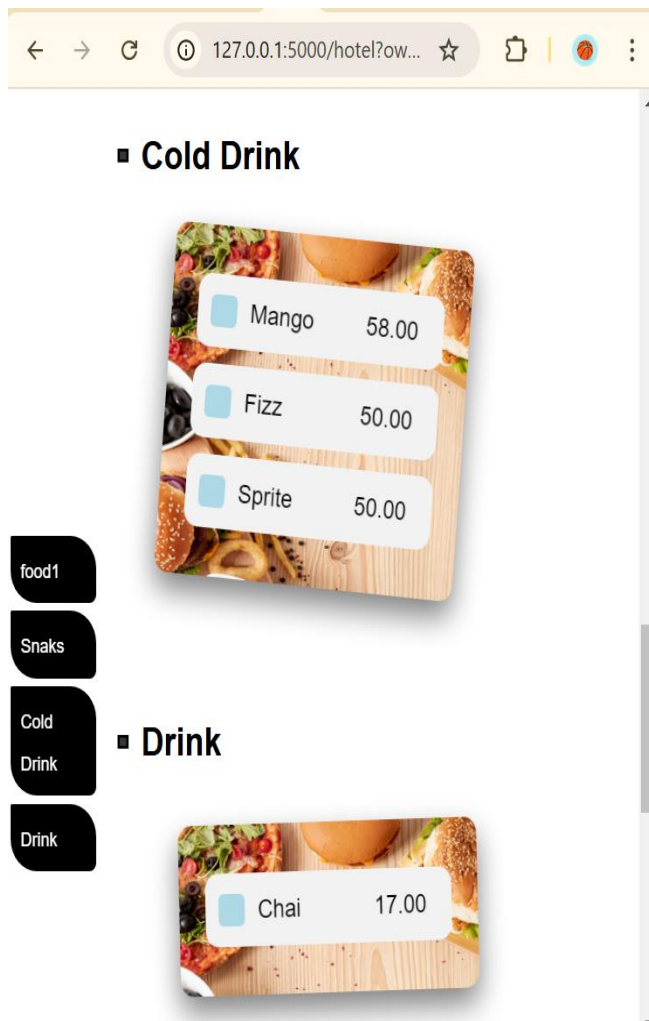 127.0.0.1:5000/hotel?ow...
Cold Drink
Mango 58.00
Fizz 50.00
Sprite 50.00
food1
Snaks
Cold
Drink
Drink
Drink
Chai 17.00